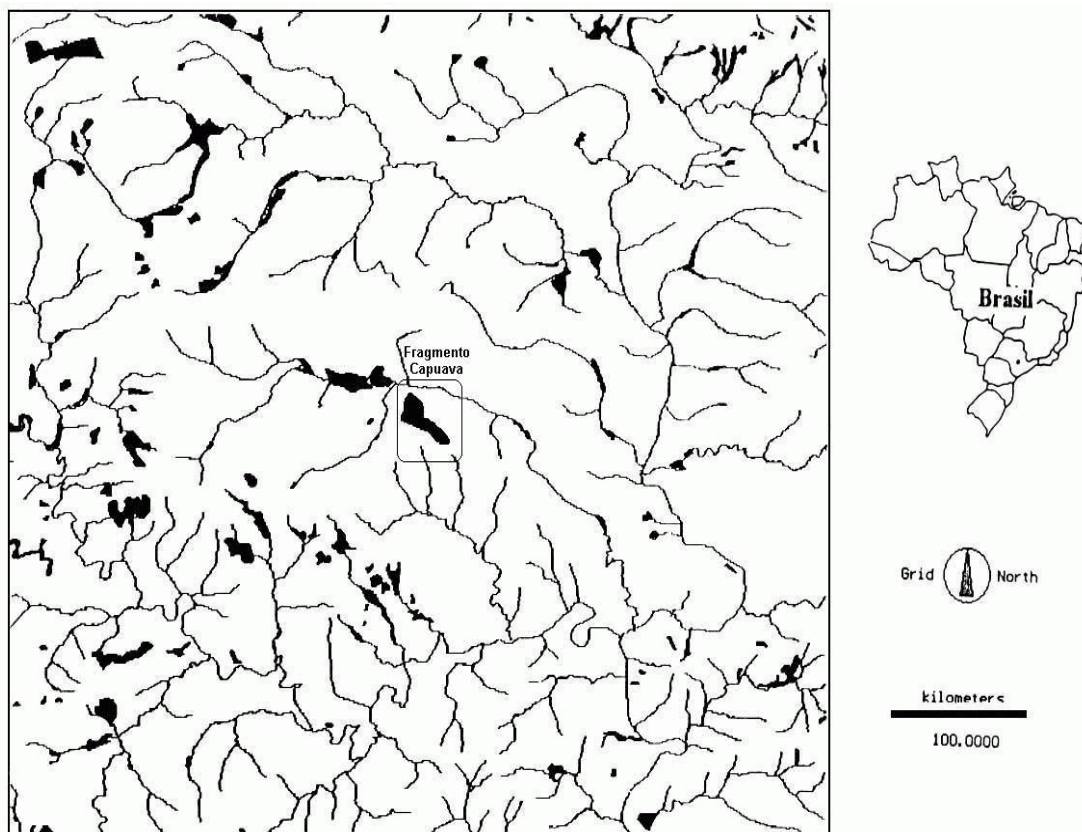 Fragmento
Capuava
Brasil
Grid North
kilometers
100.0000